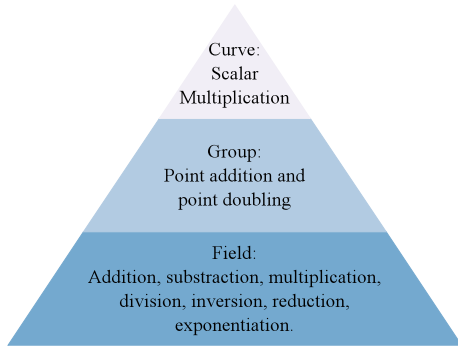 Curve:
Scalar
Multiplication
Group:
Point addition and
point doubling
Field:
Addition, substraction, multiplication,
division, inversion, reduction,
exponentiation.